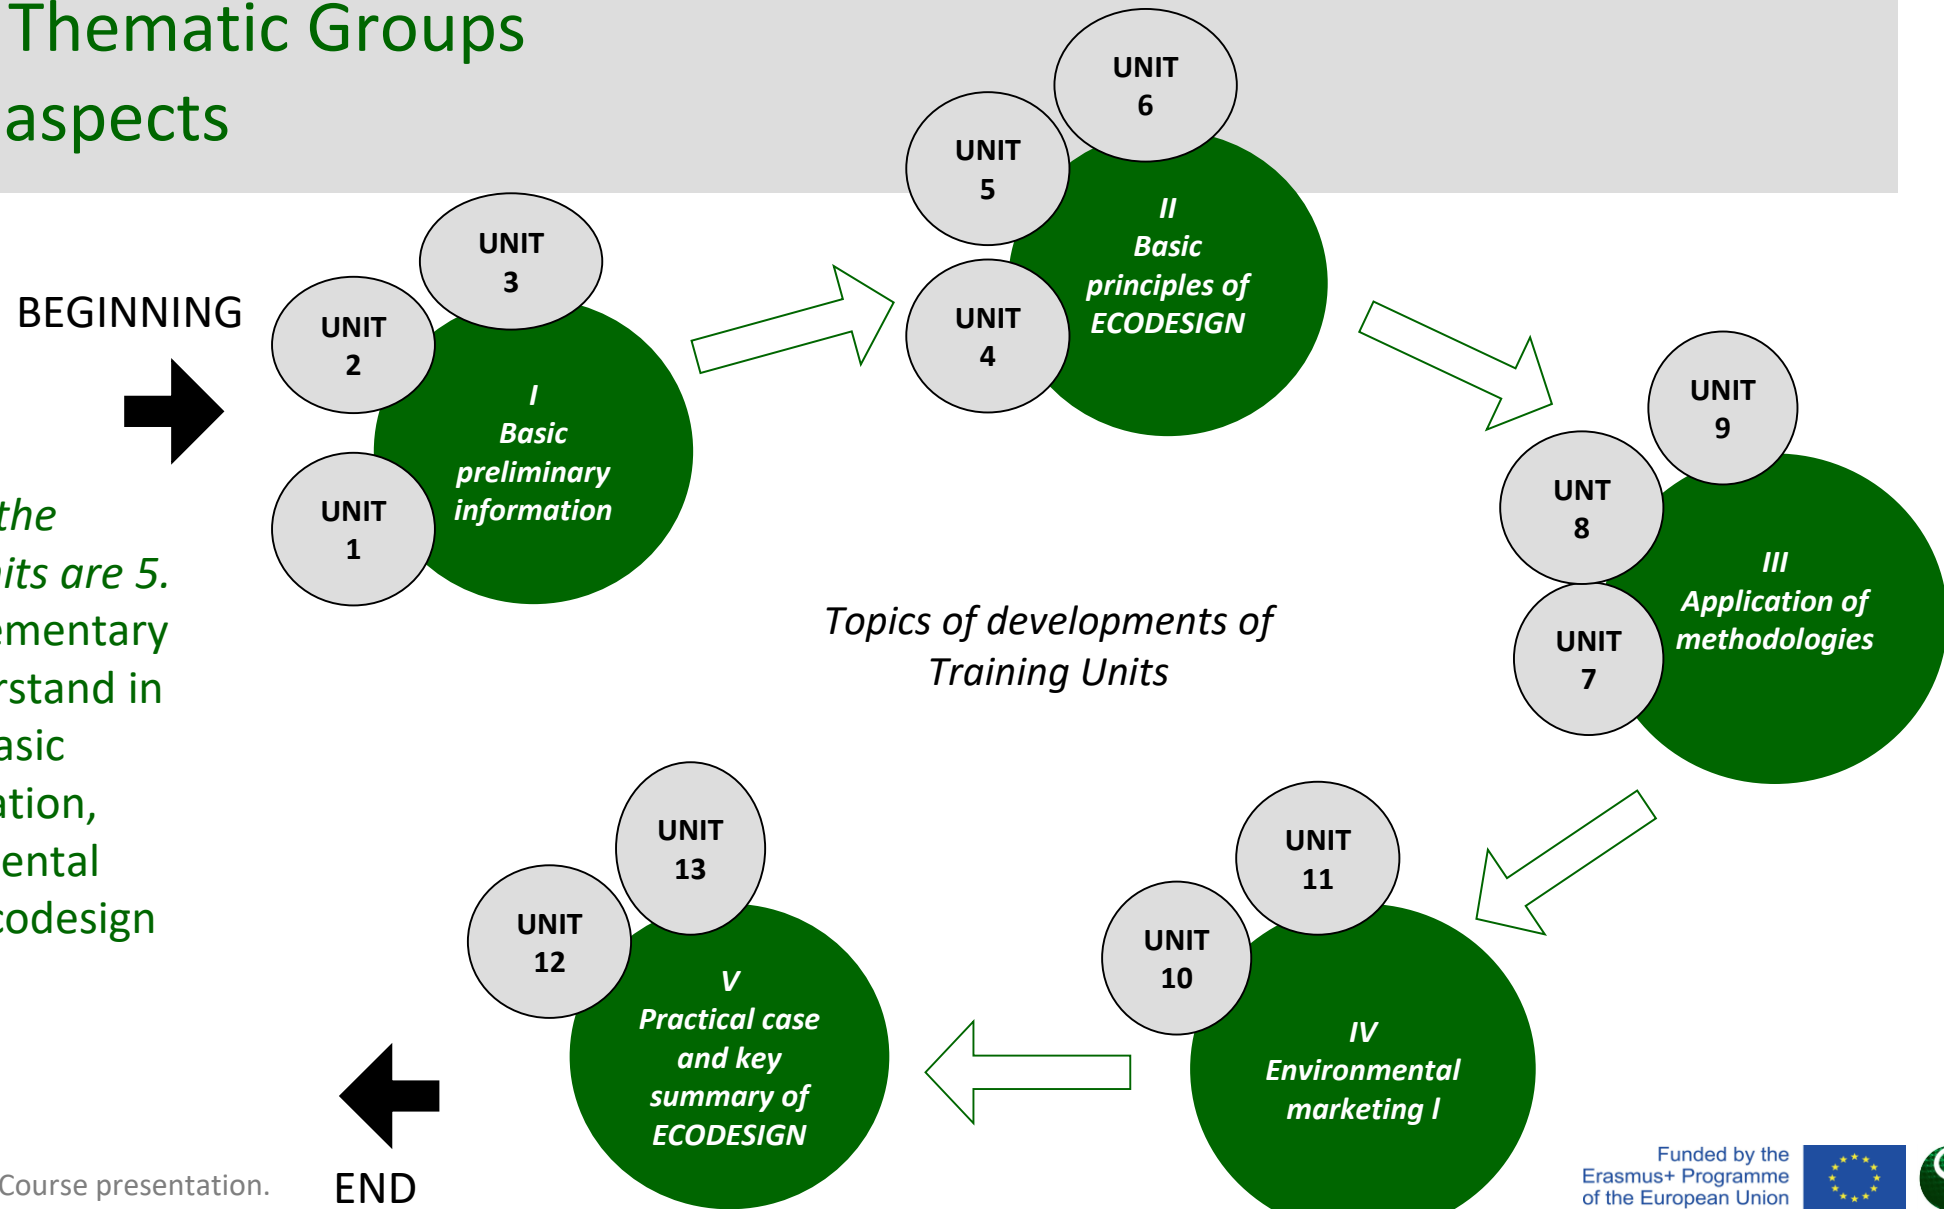 Thematic Groups
aspects
BEGINNING
UNIT
1
UNIT
2
UNIT
3
I
Basic
preliminary
information
UNIT
4
UNIT
5
UNIT
6
II
Basic
principles of
ECODESIGN
UNIT
7
UNT
8
UNIT
9
III
Application of
methodologies
the
its are 5.
ementary
rstand in
asic
ation,
ental
codesign
Topics of developments of
Training Units
UNIT
10
UNIT
11
IV
Environmental
marketing l
UNIT
12
UNIT
13
V
Practical case
and key
summary of
ECODESIGN
END
Course presentation.
Funded by the
Erasmus+ Programme
of the European Union